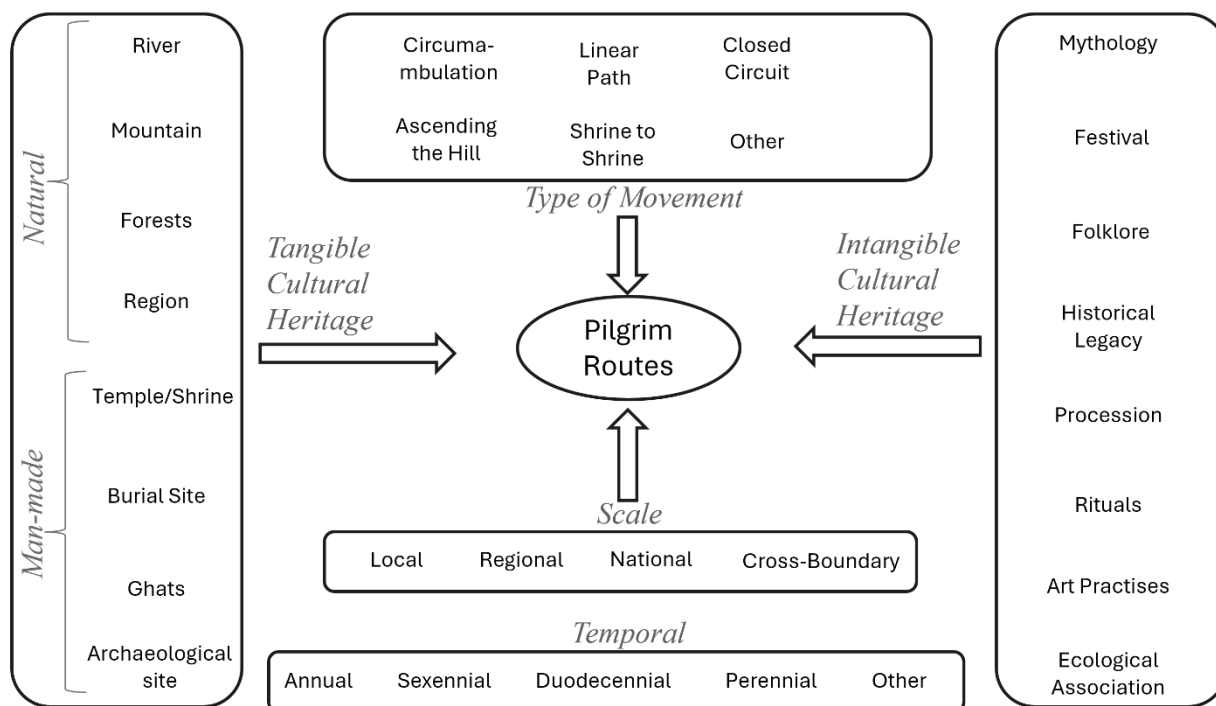 River
Mountain
Forests
Region
Natural
Temple/Shrine
Burial Site
Ghats
Archaeological
site
Man-made
Tangible
Cultural
Heritage
Circuma-
mbulation
Linear
Path
Closed
Circuit
Ascending
the Hill
Shrine to
Shrine
Other
Type of Movement
Pilgrim
Routes
Scale
Local Regional National Cross-Boundary
Temporal
Annual Sexennial Duodecennial Perennial Other
Intangible
Cultural
Heritage
Mythology
Festival
Folklore
Historical
Legacy
Procession
Rituals
Art Practises
Ecological
Association